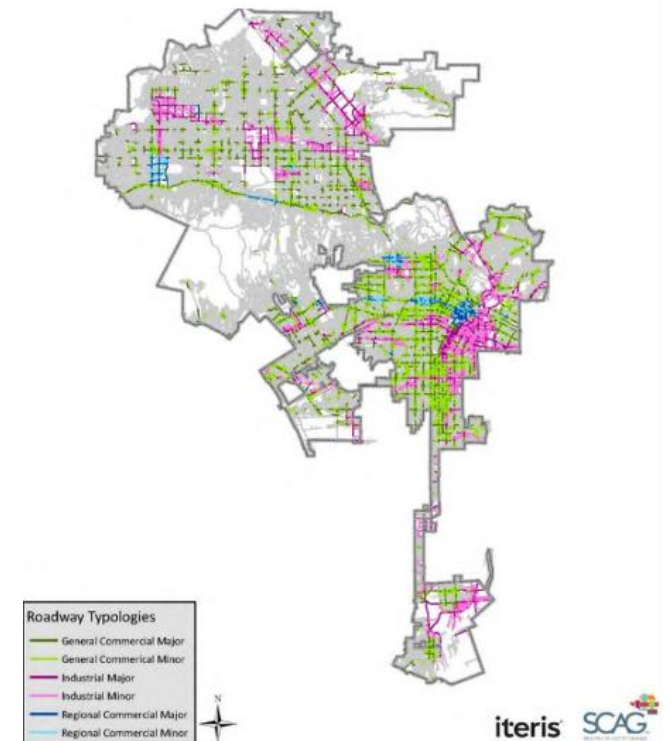 Roadway Typologies
General Commercial Major
General Commerical Minor
Industrial Major
Industrial Minor
Regional Commercial Major
Regional Commercial Minor
N
iteris
SCAG